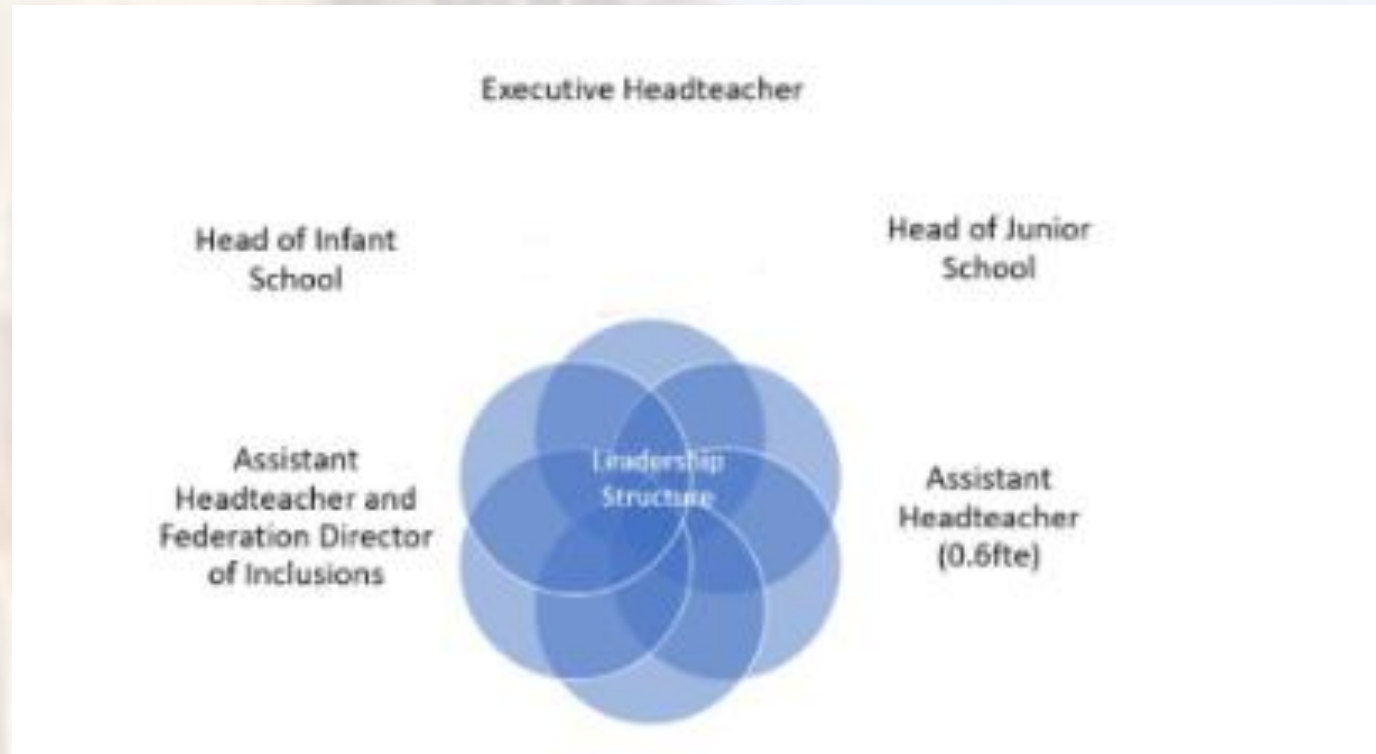 Executive Headteacher
Head of Infant
School
Head of Junior
School
Leadership
Structure
Assistant
Headteacher and
Federation Director
of Inclusions
Assistant
Headteacher
(0.6fte)